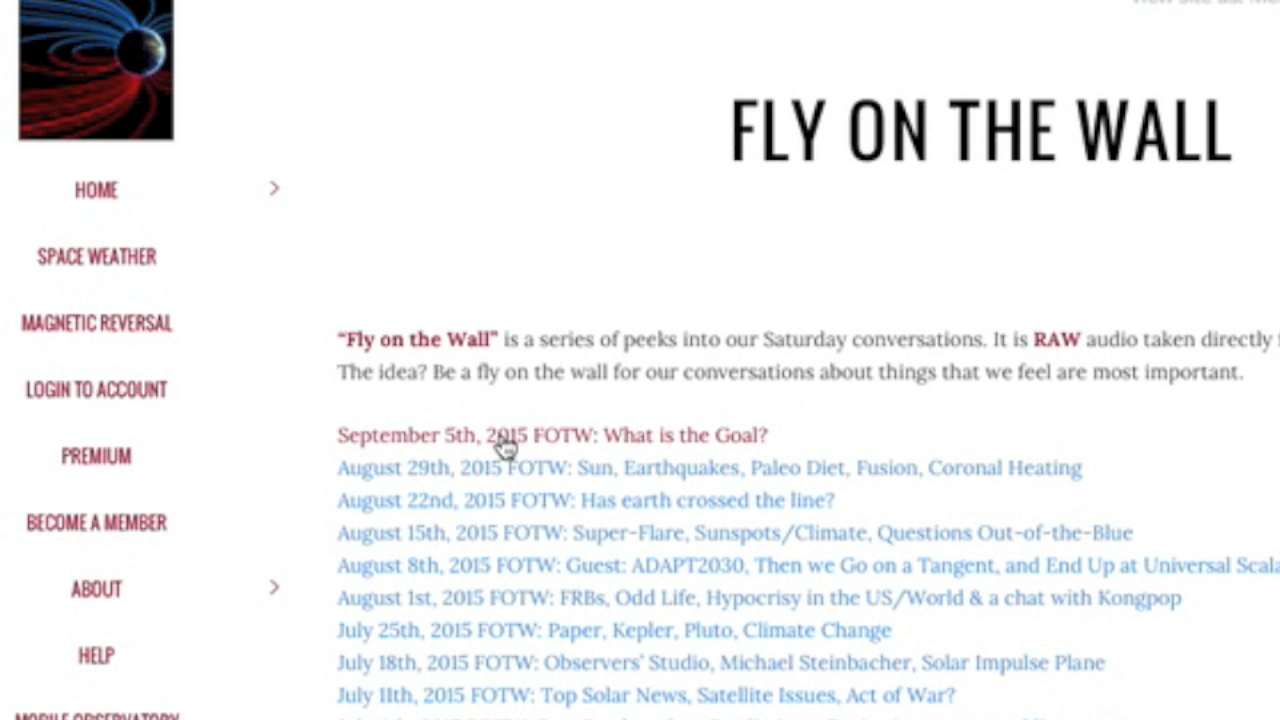 FLY ON THE WALL
HOME
SPACE WEATHER
MAGNETIC REVERSAL
LOGIN TO ACCOUNT
PREMIUM
BECOME A MEMBER
ABOUT
HELP
MOBILE OBSERVATORY
“Fly on the Wall” is a series of peeks into our Saturday conversations. It is RAW audio taken directly
The idea? Be a fly on the wall for our conversations about things that we feel are most important.
September 5th, 2015 FOTW: What is the Goal?
August 29th, 2015 FOTW: Sun, Earthquakes, Paleo Diet, Fusion, Coronal Heating
August 22nd, 2015 FOTW: Has earth crossed the line?
August 15th, 2015 FOTW: Super-Flare, Sunspots/Climate, Questions Out-of-the-Blue
August 8th, 2015 FOTW: Guest: ADAPT2030, Then we Go on a Tangent, and End Up at Universal Scala
August 1st, 2015 FOTW: FRBs, Odd Life, Hypocrisy in the US/World & a chat with Kongpop
July 25th, 2015 FOTW: Paper, Kepler, Pluto, Climate Change
July 18th, 2015 FOTW: Observers' Studio, Michael Steinbacher, Solar Impulse Plane
July 11th, 2015 FOTW: Top Solar News, Satellite Issues, Act of War?